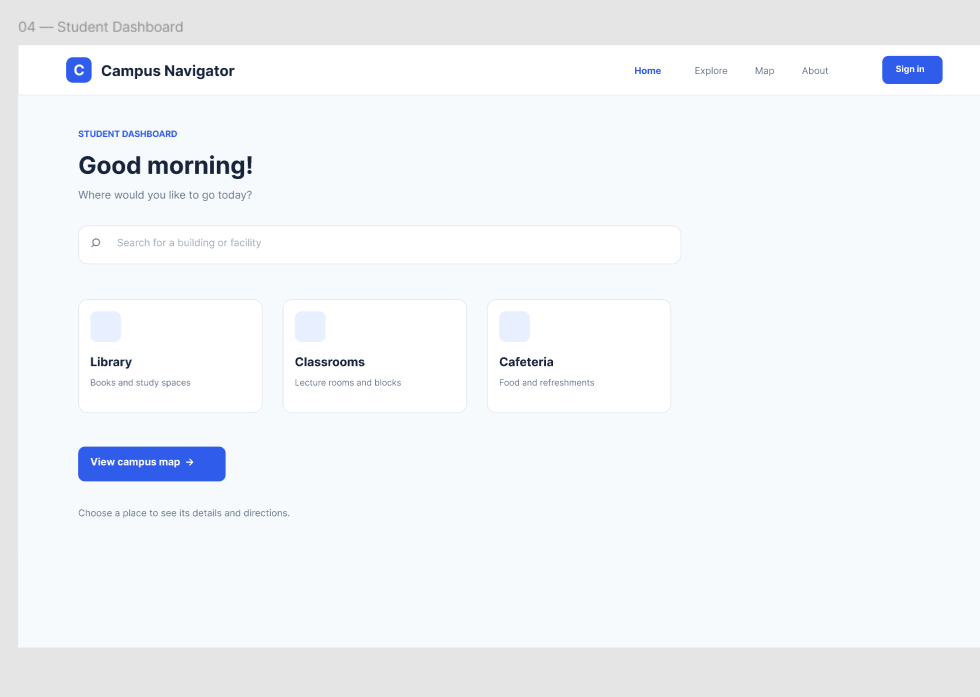 04 — Student Dashboard
C Campus Navigator
Home Explore Map About Sign in
STUDENT DASHBOARD
Good morning!
Where would you like to go today?
Search for a building or facility
Library Classrooms Cafeteria
Books and study spaces Lecture rooms and blocks Food and refreshments
View campus map →
Choose a place to see its details and directions.